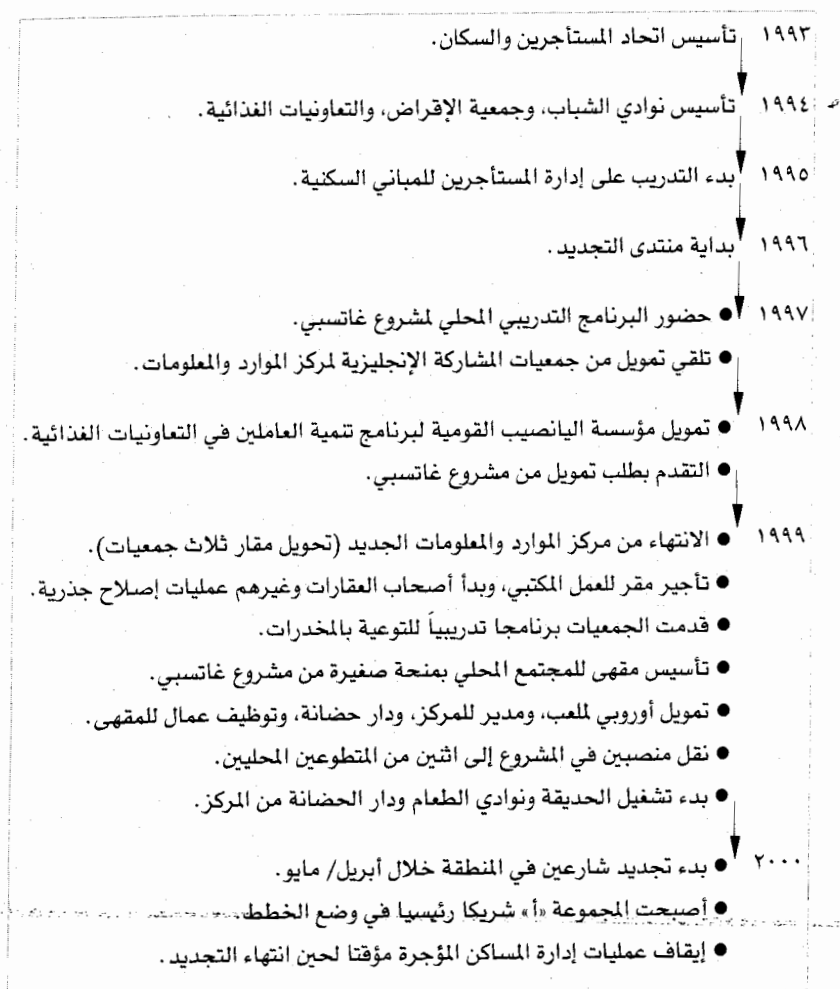 ١٩٩٣ تأسيس اتحاد المستأجرين والسكان.
١٩٩٤ تأسيس نوادي الشباب، وجمعية الإقراض، والتعاونيات الغذائية.
١٩٩٥ بدء التدريب على إدارة المستأجرين للمباني السكنية.
١٩٩٦ بداية منتدى التجديد.
١٩٩٧ ● حضور البرنامج التدريبي المحلي لمشروع غاتسبي.
● تلقي تمويل من جمعيات المشاركة الإنجليزية لمركز الموارد والمعلومات.
١٩٩٨ ● تمويل مؤسسة اليانصيب القومية لبرنامج تنمية العاملين في التعاونيات الغذائية.
● التقدم بطلب تمويل من مشروع غاتسبي.
١٩٩٩ ● الانتهاء من مركز الموارد والمعلومات الجديد (تحويل مقار ثلاث جمعيات).
● تأجير مقر للعمل المكتبي، وبدأ أصحاب العقارات وغيرهم عمليات إصلاح جذرية.
● قدمت الجمعيات برنامجا تدريبياً للتوعية بالمخدرات.
● تأسيس مقهى للمجتمع المحلي بمنحة صغيرة من مشروع غاتسبي.
● تمويل أوروبي لملعب، ومدير للمركز، ودار حضانة، وتوظيف عمال للمقهى.
● نقل منصبين في المشروع إلى اثنين من المتطوعين المحليين.
● بدء تشغيل الحديقة ونوادي الطعام ودار الحضانة من المركز.
٢٠٠٠ ● بدء تجديد شارعين في المنطقة خلال أبريل/ مايو.
● أصبحت المجموعة «أ» شريكا رئيسيا في وضع الخطط
● إيقاف عمليات إدارة المساكن المؤجرة مؤقتا لحين انتهاء التجديد.